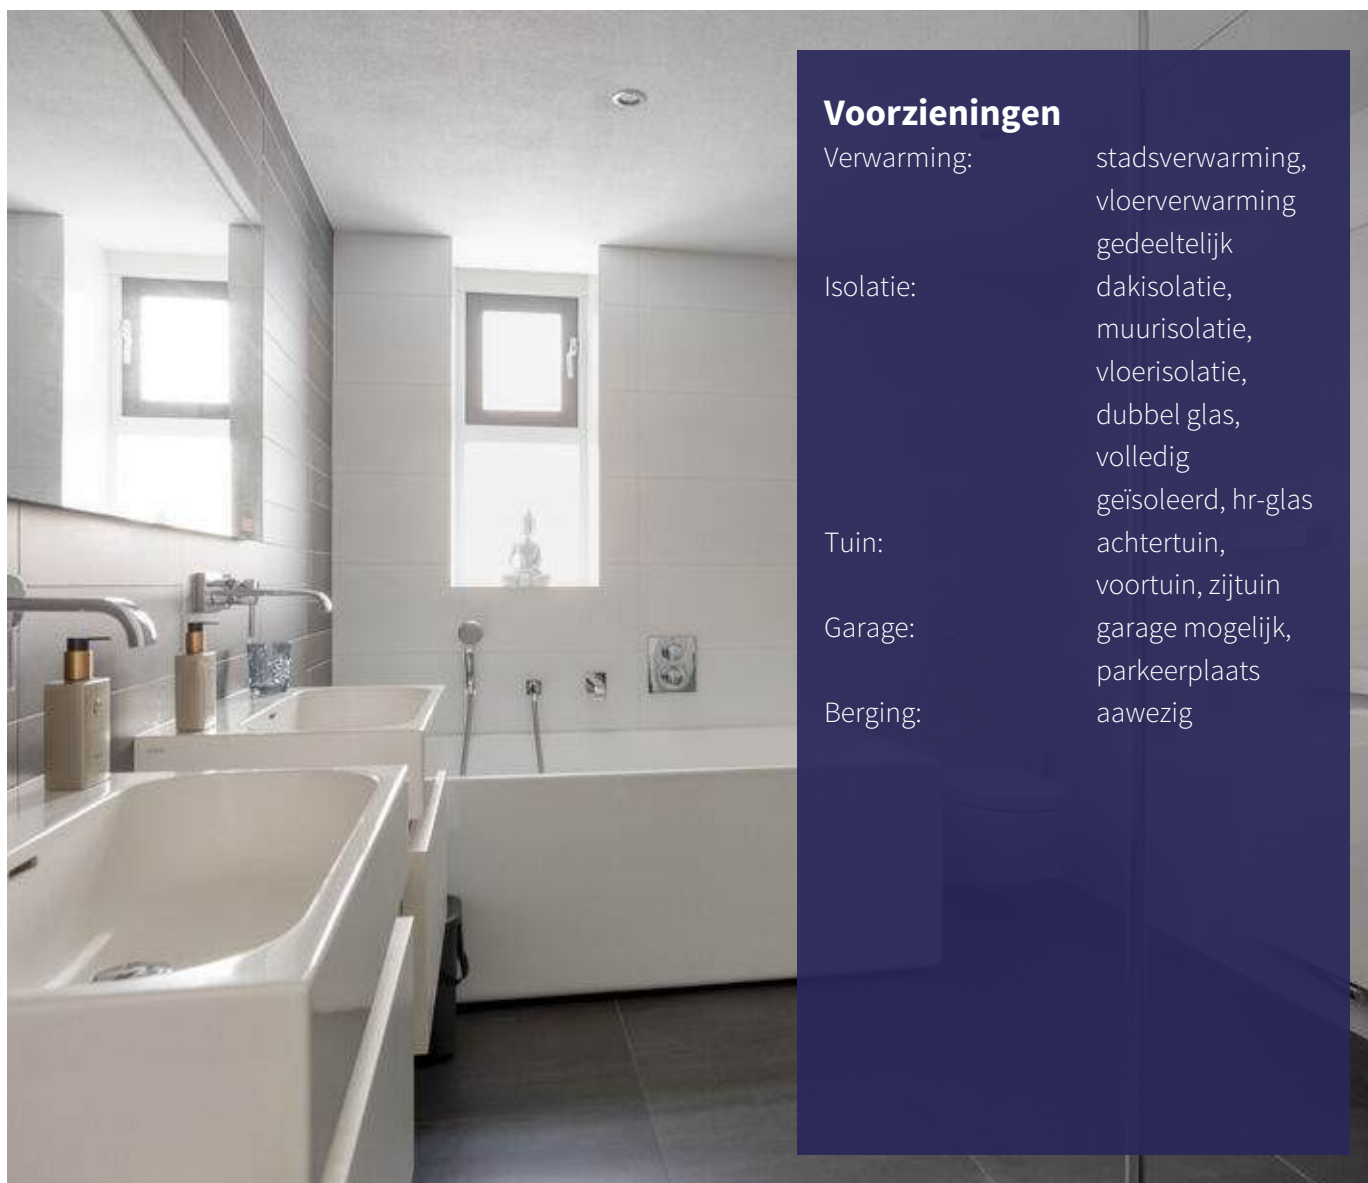 Voorzieningen
Verwarming: stadsverwarming,
vloerverwarming
gedeeltelijk
Isolatie: dakisolatie,
muurisolatie,
vloerisolatie,
dubbel glas,
volledig
geïsoleerd, hr-glas
Tuin: achtertuin,
voortuin, zijtuin
Garage: garage mogelijk,
parkeerplaats
Berging: aawezig